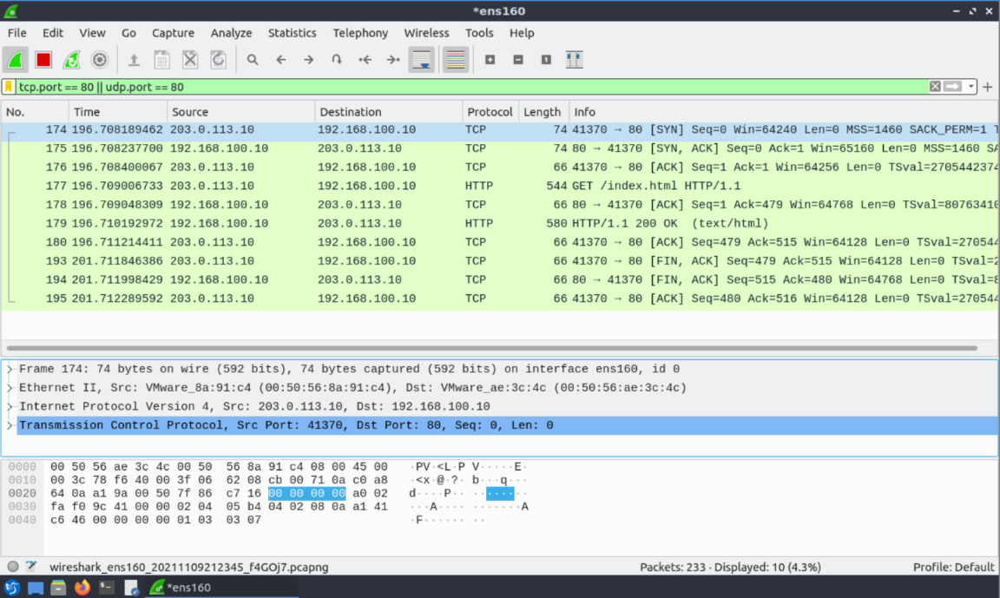 *ens160
File Edit View Go Capture Analyze Statistics Telephony Wireless Tools Help
tcp.port == 80 || udp.port == 80
No. Time Source Destination Protocol Length Info
174 196.708189462 203.0.113.10 192.168.100.10 TCP 74 41370 → 80 [SYN] Seq=0 Win=64240 Len=0 MSS=1460 SACK_PERM=1 T
175 196.708237700 192.168.100.10 203.0.113.10 TCP 74 80 → 41370 [SYN, ACK] Seq=0 Ack=1 Win=65160 Len=0 MSS=1460 SA
176 196.708400067 203.0.113.10 192.168.100.10 TCP 66 41370 → 80 [ACK] Seq=1 Ack=1 Win=64256 Len=0 TSval=2705442374
177 196.709006733 203.0.113.10 192.168.100.10 HTTP 544 GET /index.html HTTP/1.1
178 196.709048309 192.168.100.10 203.0.113.10 TCP 66 80 → 41370 [ACK] Seq=1 Ack=479 Win=64768 Len=0 TSval=80763410
179 196.710192972 192.168.100.10 203.0.113.10 HTTP 580 HTTP/1.1 200 OK (text/html)
180 196.711214411 203.0.113.10 192.168.100.10 TCP 66 41370 → 80 [ACK] Seq=479 Ack=515 Win=64128 Len=0 TSval=270544
193 201.711846386 203.0.113.10 192.168.100.10 TCP 66 41370 → 80 [FIN, ACK] Seq=479 Ack=515 Win=64128 Len=0 TSval=2
194 201.711998429 192.168.100.10 203.0.113.10 TCP 66 80 → 41370 [FIN, ACK] Seq=515 Ack=480 Win=64768 Len=0 TSval=8
195 201.712289592 203.0.113.10 192.168.100.10 TCP 66 41370 → 80 [ACK] Seq=480 Ack=516 Win=64128 Len=0 TSval=270544
Frame 174: 74 bytes on wire (592 bits), 74 bytes captured (592 bits) on interface ens160, id 0
Ethernet II, Src: VMware_8a:91:c4 (00:50:56:8a:91:c4), Dst: VMware_ae:3c:4c (00:50:56:ae:3c:4c)
Internet Protocol Version 4, Src: 203.0.113.10, Dst: 192.168.100.10
Transmission Control Protocol, Src Port: 41370, Dst Port: 80, Seq: 0, Len: 0
0000 00 50 56 ae 3c 4c 00 50 56 8a 91 c4 08 00 45 00 ·PV·<L·P V·····E·
0010 00 3c 78 f6 40 00 3f 06 62 08 cb 00 71 0a c0 a8 ·<x·@·?· b···q···
0020 64 0a a1 9a 00 50 7f 86 c7 16 00 00 00 00 a0 02 d····P·· ········
0030 fa f0 9c 41 00 00 02 04 05 b4 04 02 08 0a a1 41 ···A···· ·······A
0040 c6 46 00 00 00 00 01 03 03 07 ·F······ ··
wireshark_ens160_20211109212345_f4GOj7.pcapng Packets: 233 · Displayed: 10 (4.3%) Profile: Default
*ens160